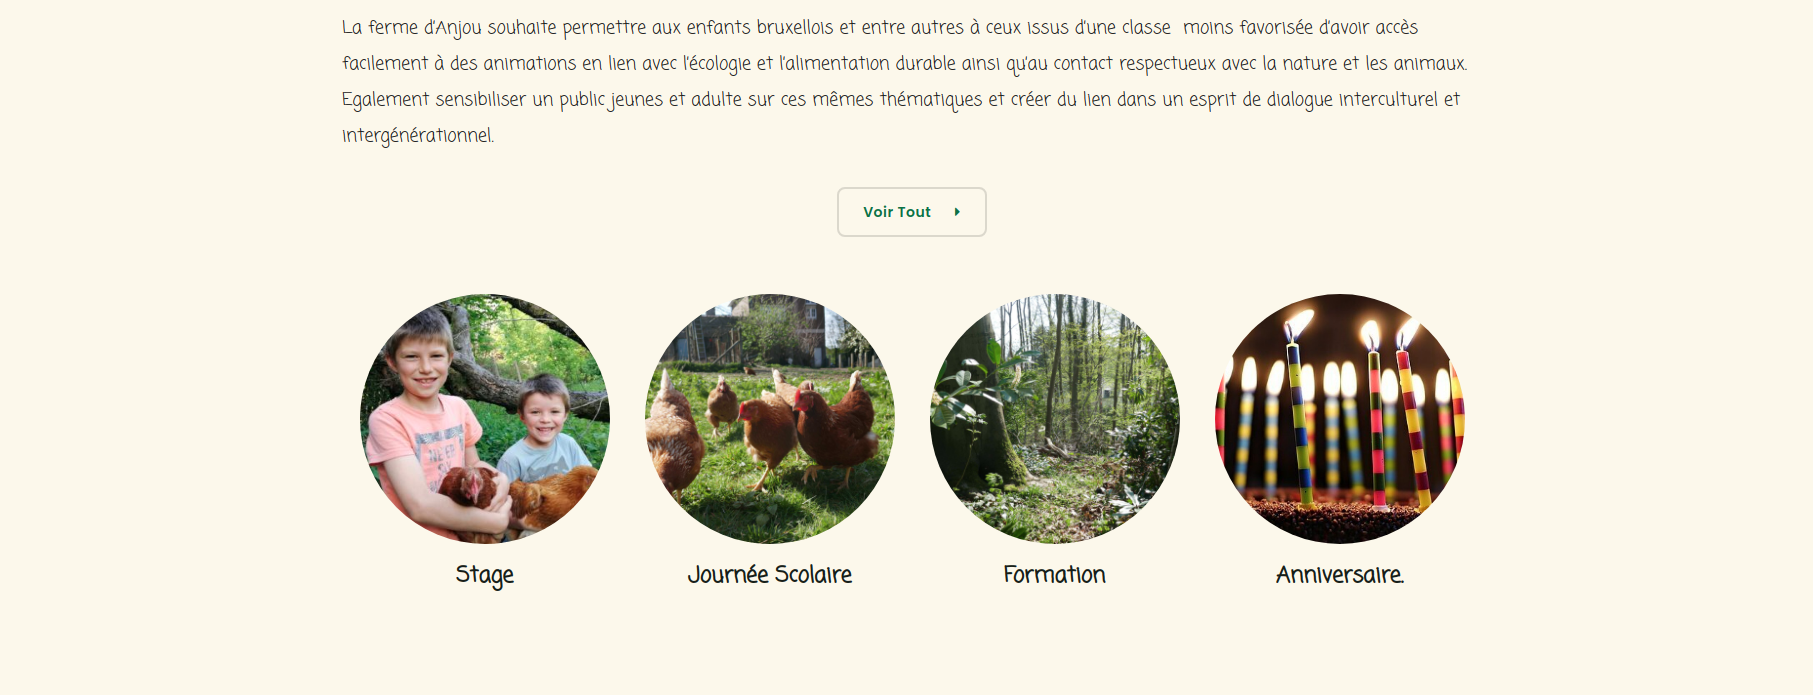 La ferme d'Anjou souhaite permettre aux enfants bruxellois et entre autres à ceux issus d'une classe  moins favorisée d'avoir accès
facilement à des animations en lien avec l'écologie et l'alimentation durable ainsi qu'au contact respectueux avec la nature et les animaux.
Egalement sensibiliser un public jeunes et adulte sur ces mêmes thématiques et créer du lien dans un esprit de dialogue interculturel et
intergénérationnel.
Voir Tout
Stage
Journée Scolaire
Formation
Anniversaire.